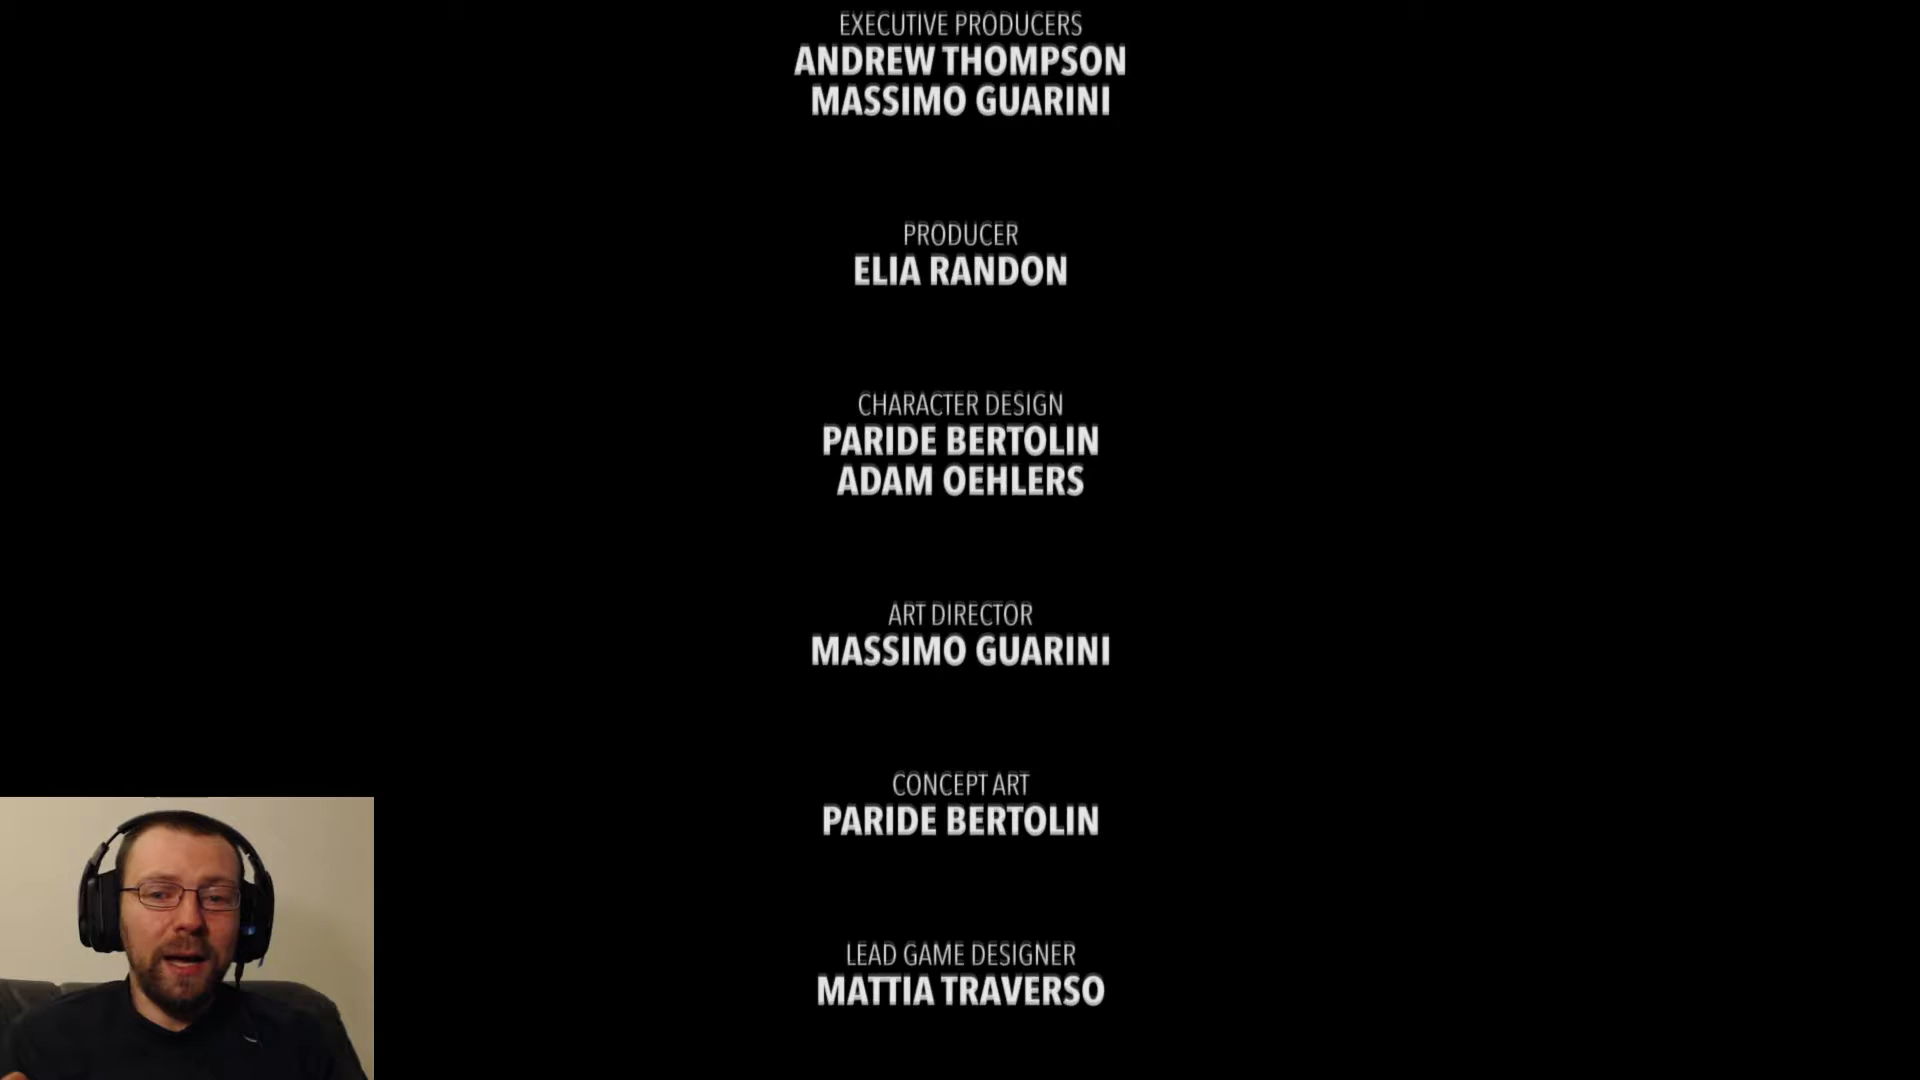 EXECUTIVE PRODUCERS
ANDREW THOMPSON
MASSIMO GUARINI
PRODUCER
ELIA RANDON
CHARACTER DESIGN
PARIDE BERTOLIN
ADAM OEHLERS
ART DIRECTOR
MASSIMO GUARINI
CONCEPT ART
PARIDE BERTOLIN
LEAD GAME DESIGNER
MATTIA TRAVERSO